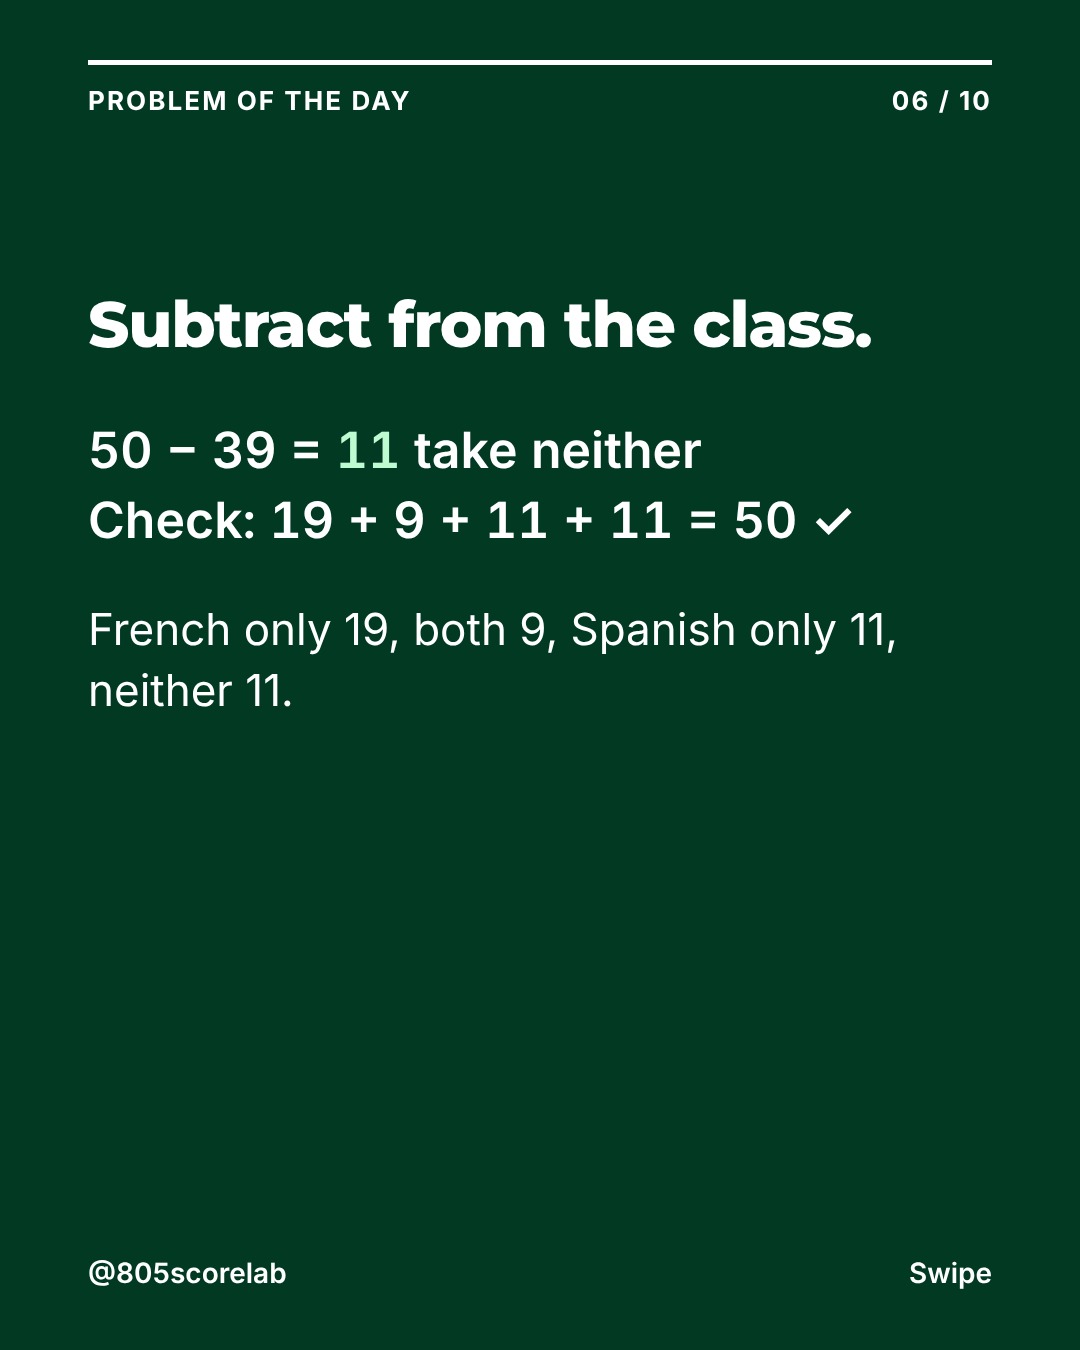 PROBLEM OF THE DAY
06 / 10
Subtract from the class.
50 − 39 = 11 take neither
Check: 19 + 9 + 11 + 11 = 50 ✓
French only 19, both 9, Spanish only 11,
neither 11.
@805scorelab
Swipe